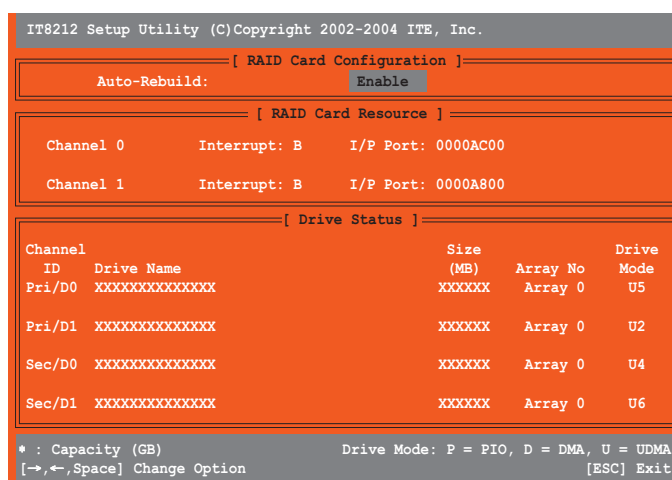 IT8212 Setup Utility (C)Copyright 2002-2004 ITE, Inc.
[ RAID Card Configuration ]
Auto-Rebuild: Enable
[ RAID Card Resource ]
Channel 0 Interrupt: B I/P Port: 0000AC00
Channel 1 Interrupt: B I/P Port: 0000A800
[ Drive Status ]
Channel Size Drive
ID Drive Name (MB) Array No Mode
Pri/D0 XXXXXXXXXXXXXX XXXXXX Array 0 U5
Pri/D1 XXXXXXXXXXXXXX XXXXXX Array 0 U2
Sec/D0 XXXXXXXXXXXXXX XXXXXX Array 0 U4
Sec/D1 XXXXXXXXXXXXXX XXXXXX Array 0 U6
* : Capacity (GB) Drive Mode: P = PIO, D = DMA, U = UDMA
[→,←,Space] Change Option [ESC] Exit